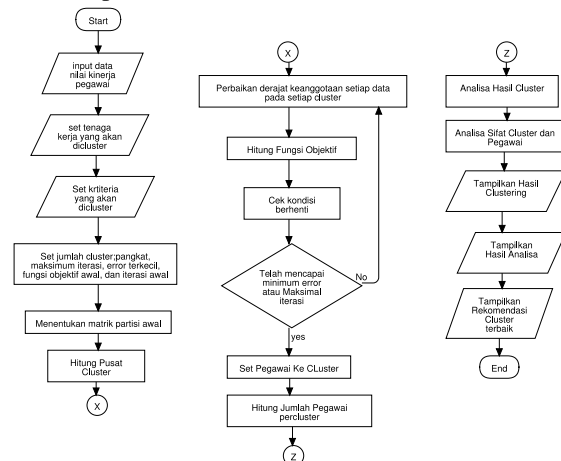 Start
input data
nilai kinerja
pegawai
set tenaga
kerja yang akan
dicluster
Set krtiteria
yang akan
dicluster
Set jumlah cluster;pangkat,
maksimum iterasi, error terkecil,
fungsi objektif awal, dan iterasi awal
Menentukan matrik partisi awal
Hitung Pusat
Cluster
X
X
Perbaikan derajat keanggotaan setiap data
pada setiap cluster
Hitung Fungsi Objektif
Cek kondisi
berhenti
Telah mencapai
minimum error
atau Maksimal
iterasi
No
yes
Set Pegawai Ke CLuster
Hitung Jumlah Pegawai
percluster
Z
Z
Analisa Hasil Cluster
Analisa Sifat Cluster dan
Pegawai
Tampilkan Hasil
Clustering
Tampilkan
Hasil Analisa
Tampilkan
Rekomendasi
Cluster
terbaik
End